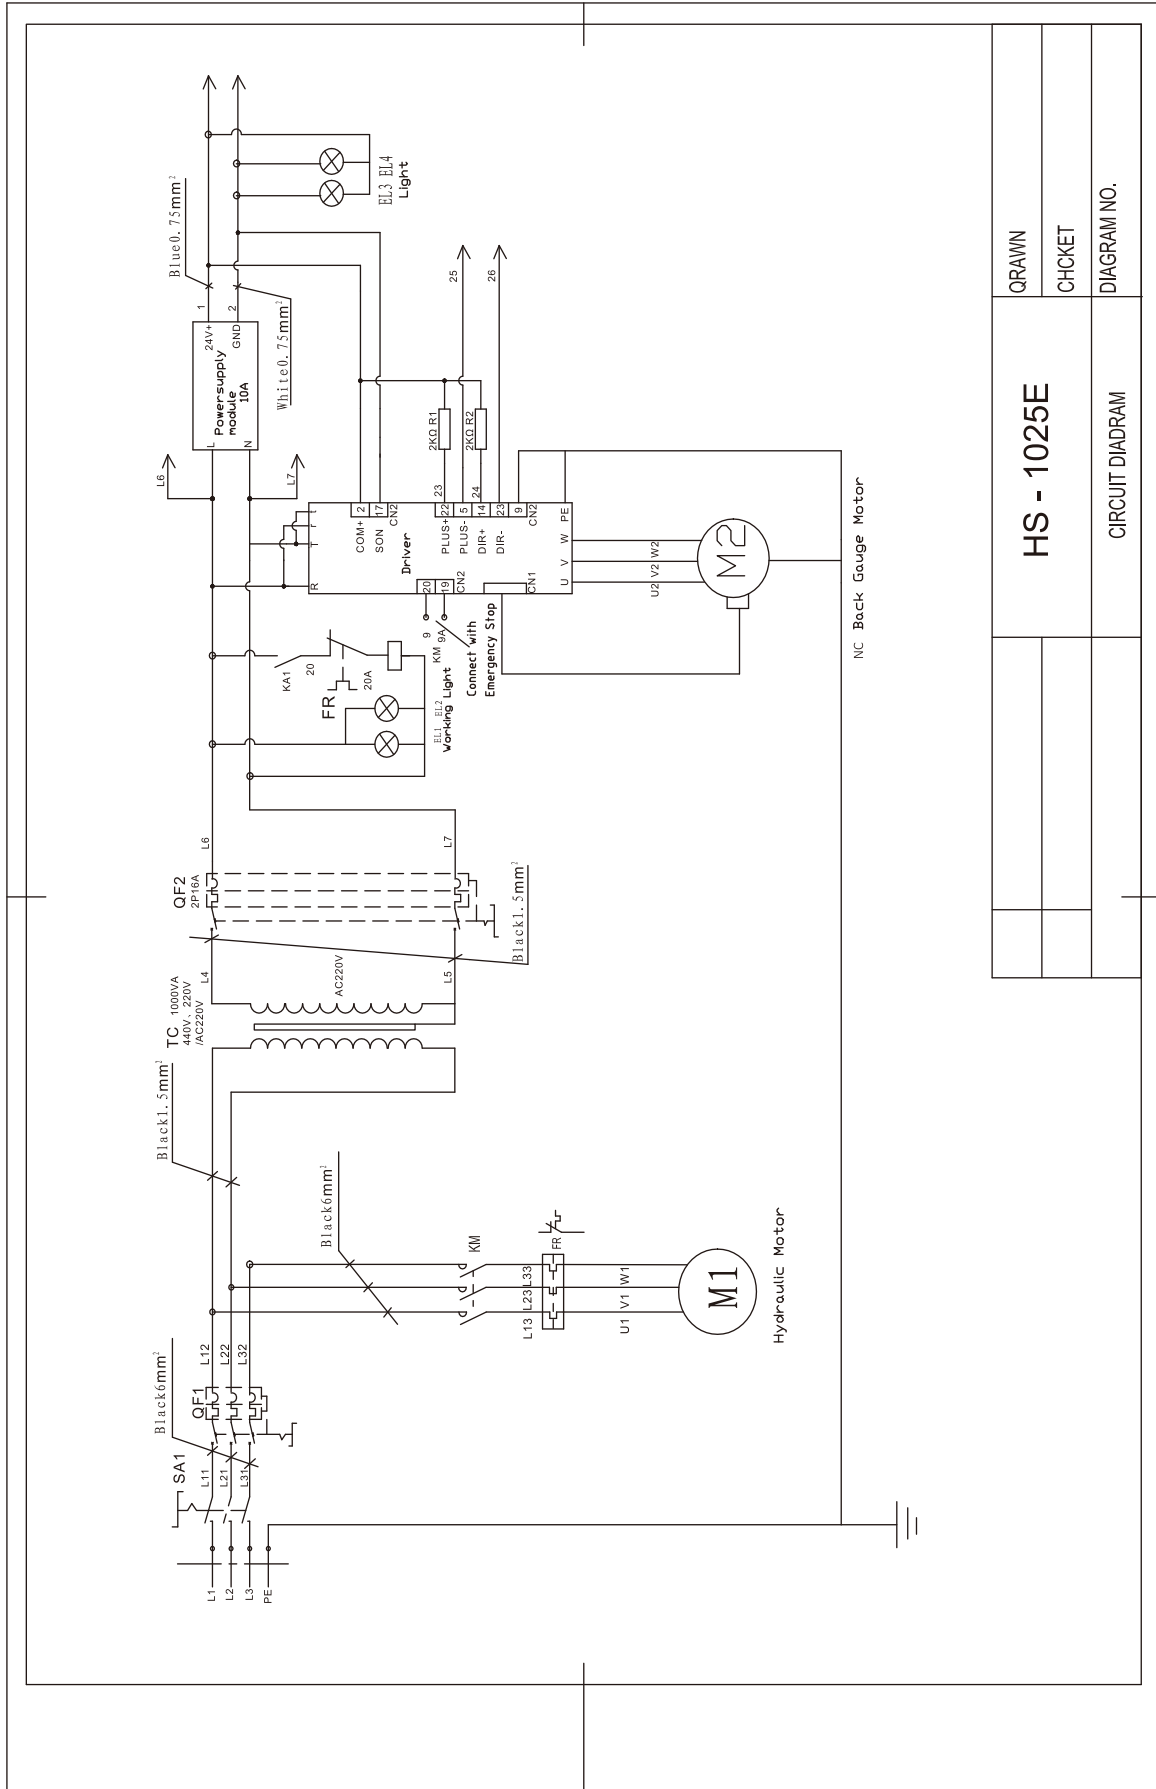 L1
L2
L3
PE
SA1
L11
L21
L31
Black6mm²
QF1
L12
L22
L32
Black6mm²
KM
L13
L23
L33
FR
U1
V1
W1
M1
Hydraulic Motor
Black1.5mm²
TC 1000VA
440V、220V
/AC220V
AC220V
L4
L5
Black1.5mm²
QF2
2P16A
L6
L7
EL1 EL2
Working Light
KA1
20
FR
20A
KM
9
9A
Connect with
Emergency Stop
L6
L7
L
N
Powersupply
module
10A
24V+
GND
1
2
Blue0.75mm²
White0.75mm²
EL3 EL4
Light
R
T
r
t
Driver
COM+
SON
2
17
CN2
PLUS+
PLUS-
DIR+
DIR-
22
5
14
23
9
CN2
PE
20
19
CN2
CN1
U
V
W
23
24
2KΩ R1
2KΩ R2
25
26
U2
V2
W2
M2
NC Back Gauge Motor
HS - 1025E
CIRCUIT DIADRAM
QRAWN
CHCKET
DIAGRAM NO.